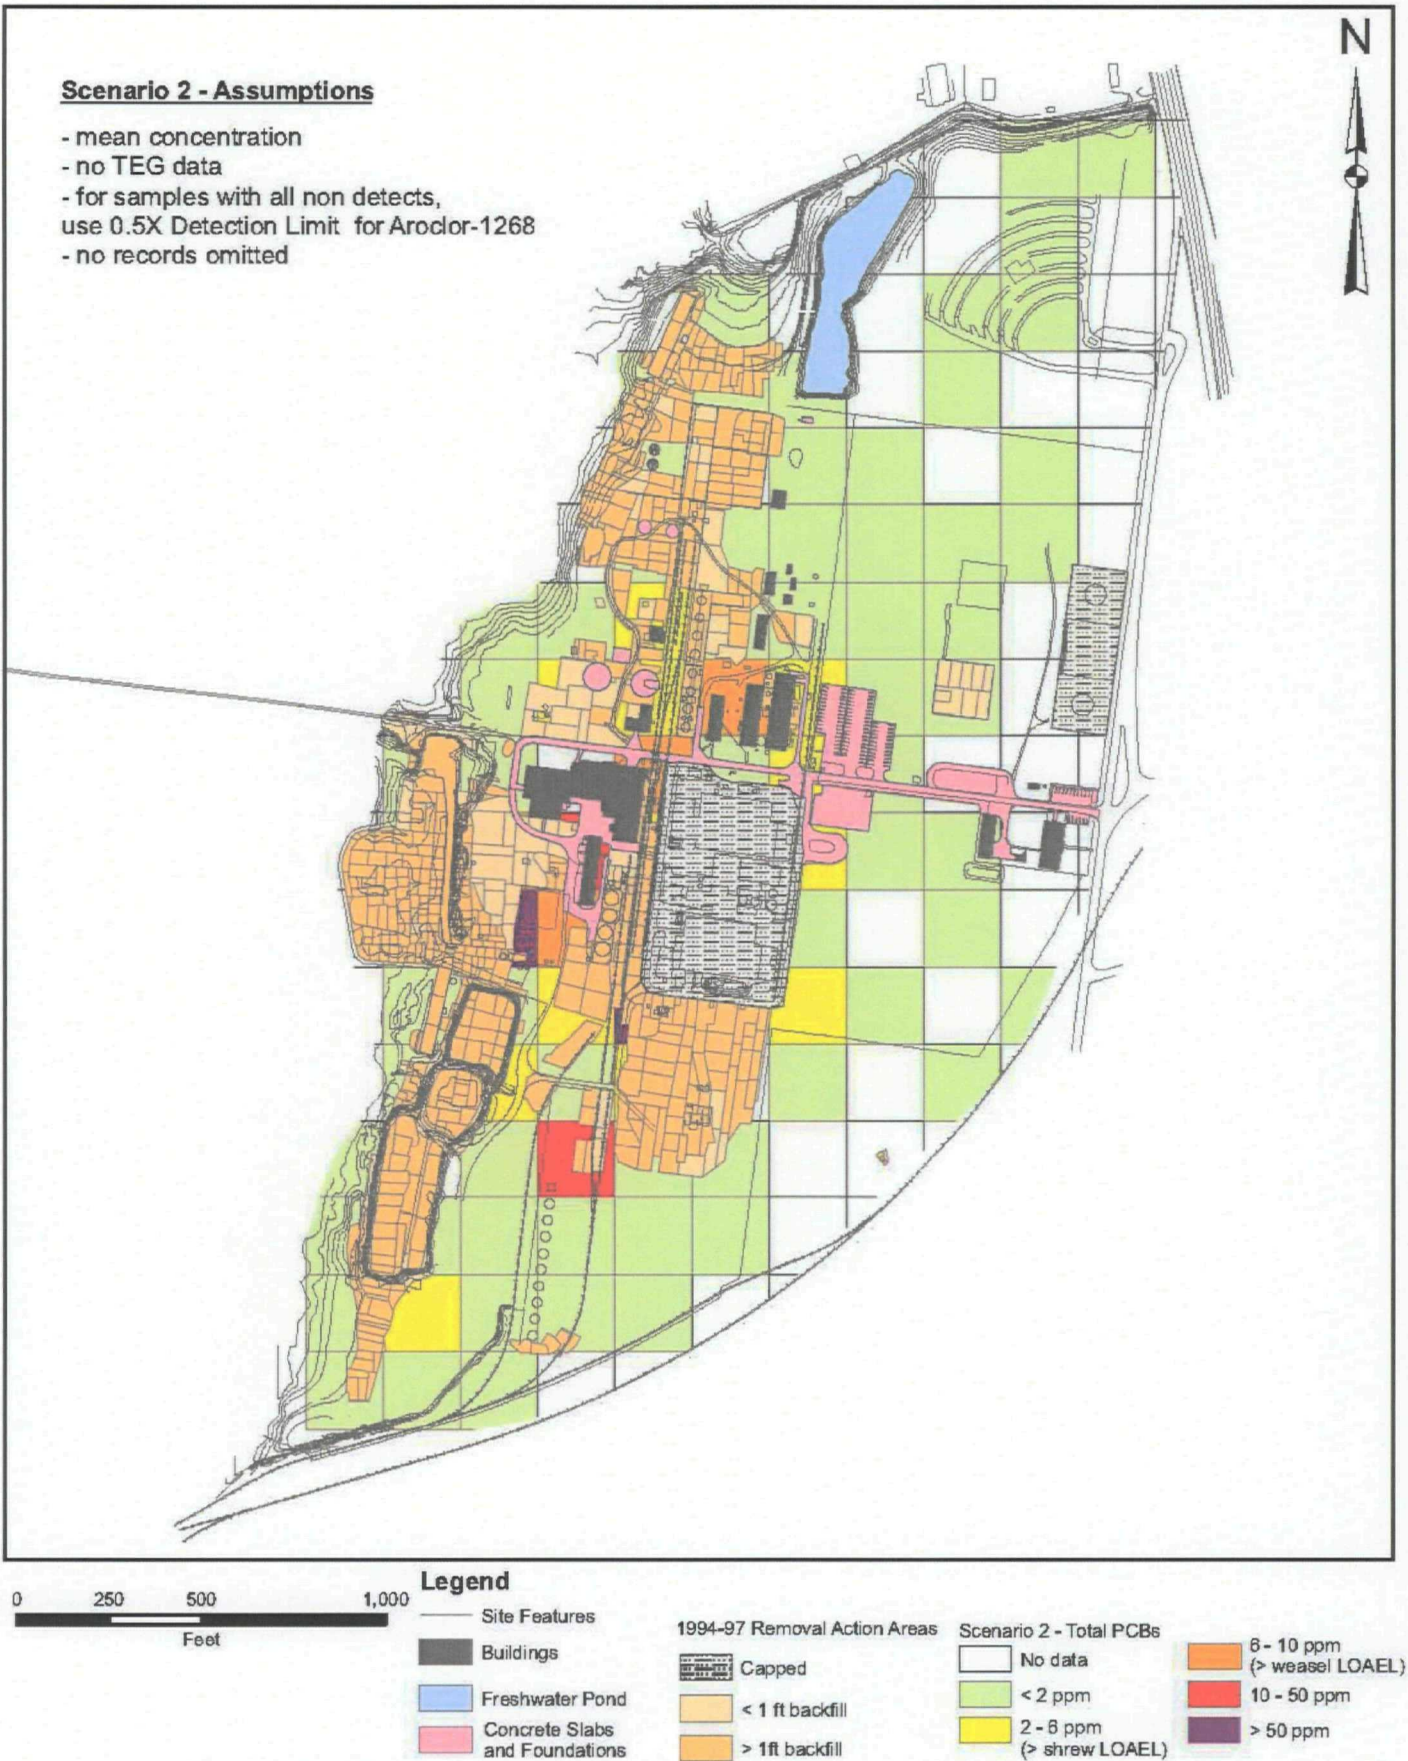 N
Scenario 2 - Assumptions
- mean concentration
- no TEG data
- for samples with all non detects,
use 0.5X Detection Limit for Aroclor-1268
- no records omitted
0 250 500 1,000
Feet
Legend
Site Features
Buildings
Freshwater Pond
Concrete Slabs
and Foundations
1994-97 Removal Action Areas
Capped
< 1 ft backfill
> 1ft backfill
Scenario 2 - Total PCBs
No data
< 2 ppm
2 - 6 ppm
(> shrew LOAEL)
6 - 10 ppm
(> weasel LOAEL)
10 - 50 ppm
> 50 ppm